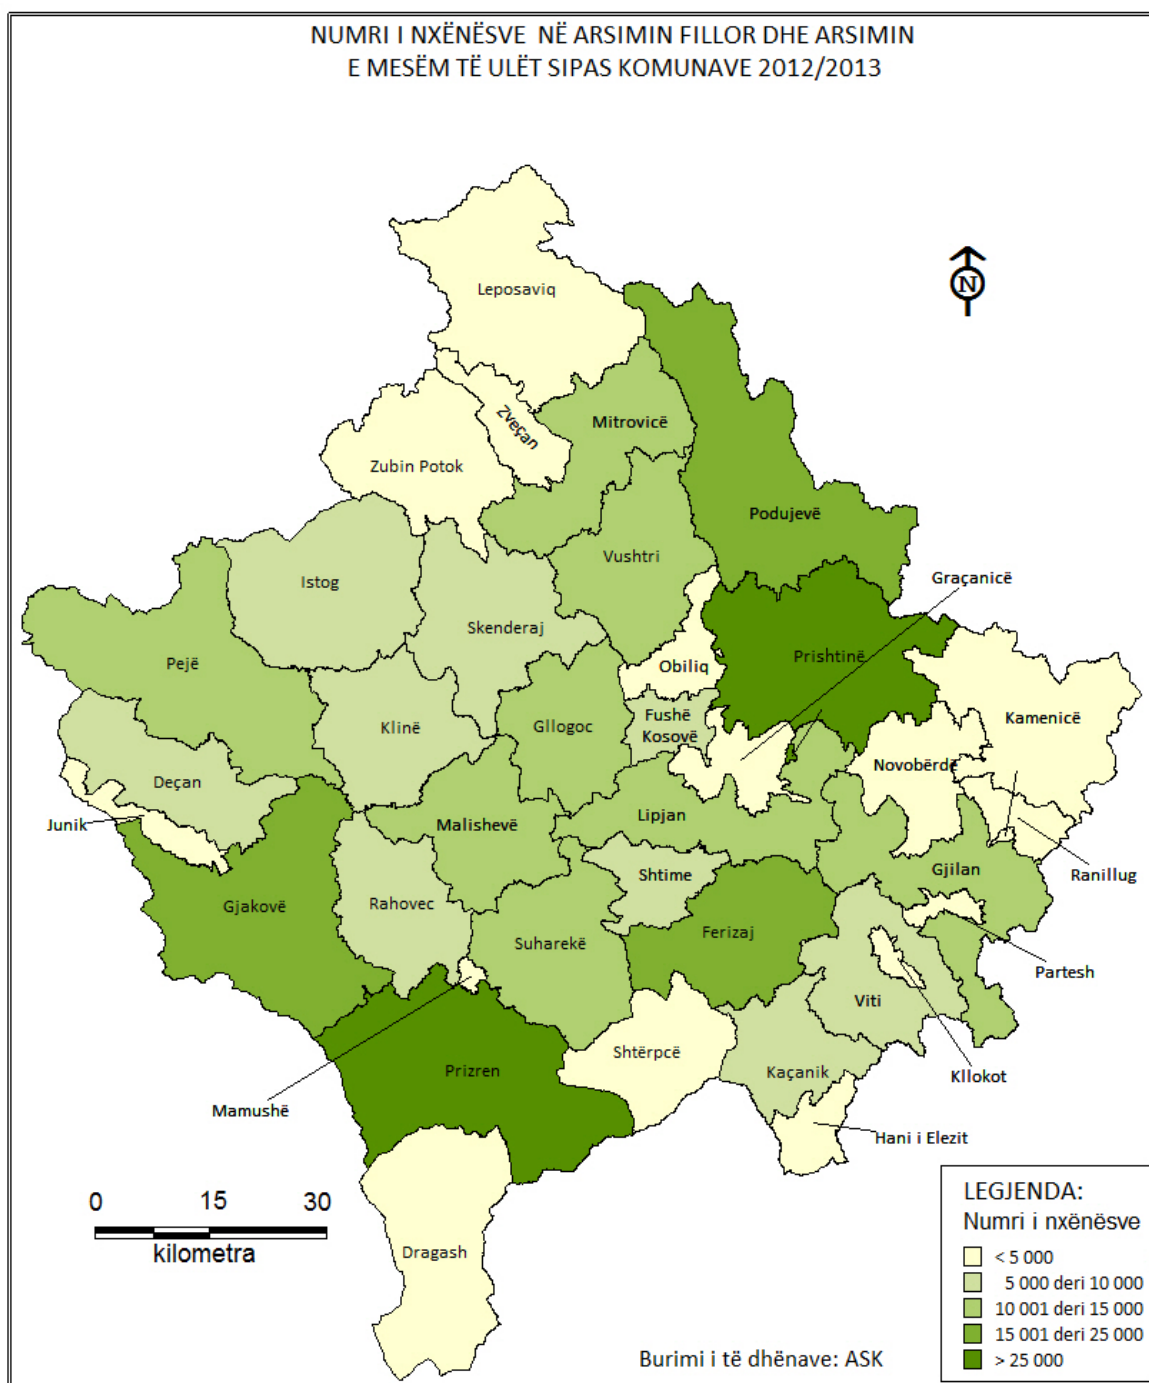 NUMRI I NXËNËSVE NË ARSIMIN FILLOR DHE ARSIMIN
E MESËM TË ULËT SIPAS KOMUNAVE 2012/2013
N
Leposaviq
Zveçan
Mitrovicë
Zubin Potok
Podujevë
Vushtri
Graçanicë
Istog
Skenderaj
Prishtinë
Pejë
Obiliq
Kamenicë
Fushë
Kosovë
Klinë
Gllogoc
Novobërdë
Deçan
Junik
Malishevë
Lipjan
Gjilan
Ranillug
Shtime
Gjakovë
Rahovec
Ferizaj
Suharekë
Partesh
Viti
Shtërpcë
Prizren
Kaçanik
Kllokot
Mamushë
Hani i Elezit
Dragash
0 15 30
kilometra
LEGJENDA:
Numri i nxënësve
< 5 000
5 000 deri 10 000
10 001 deri 15 000
15 001 deri 25 000
> 25 000
Burimi i të dhënave: ASK